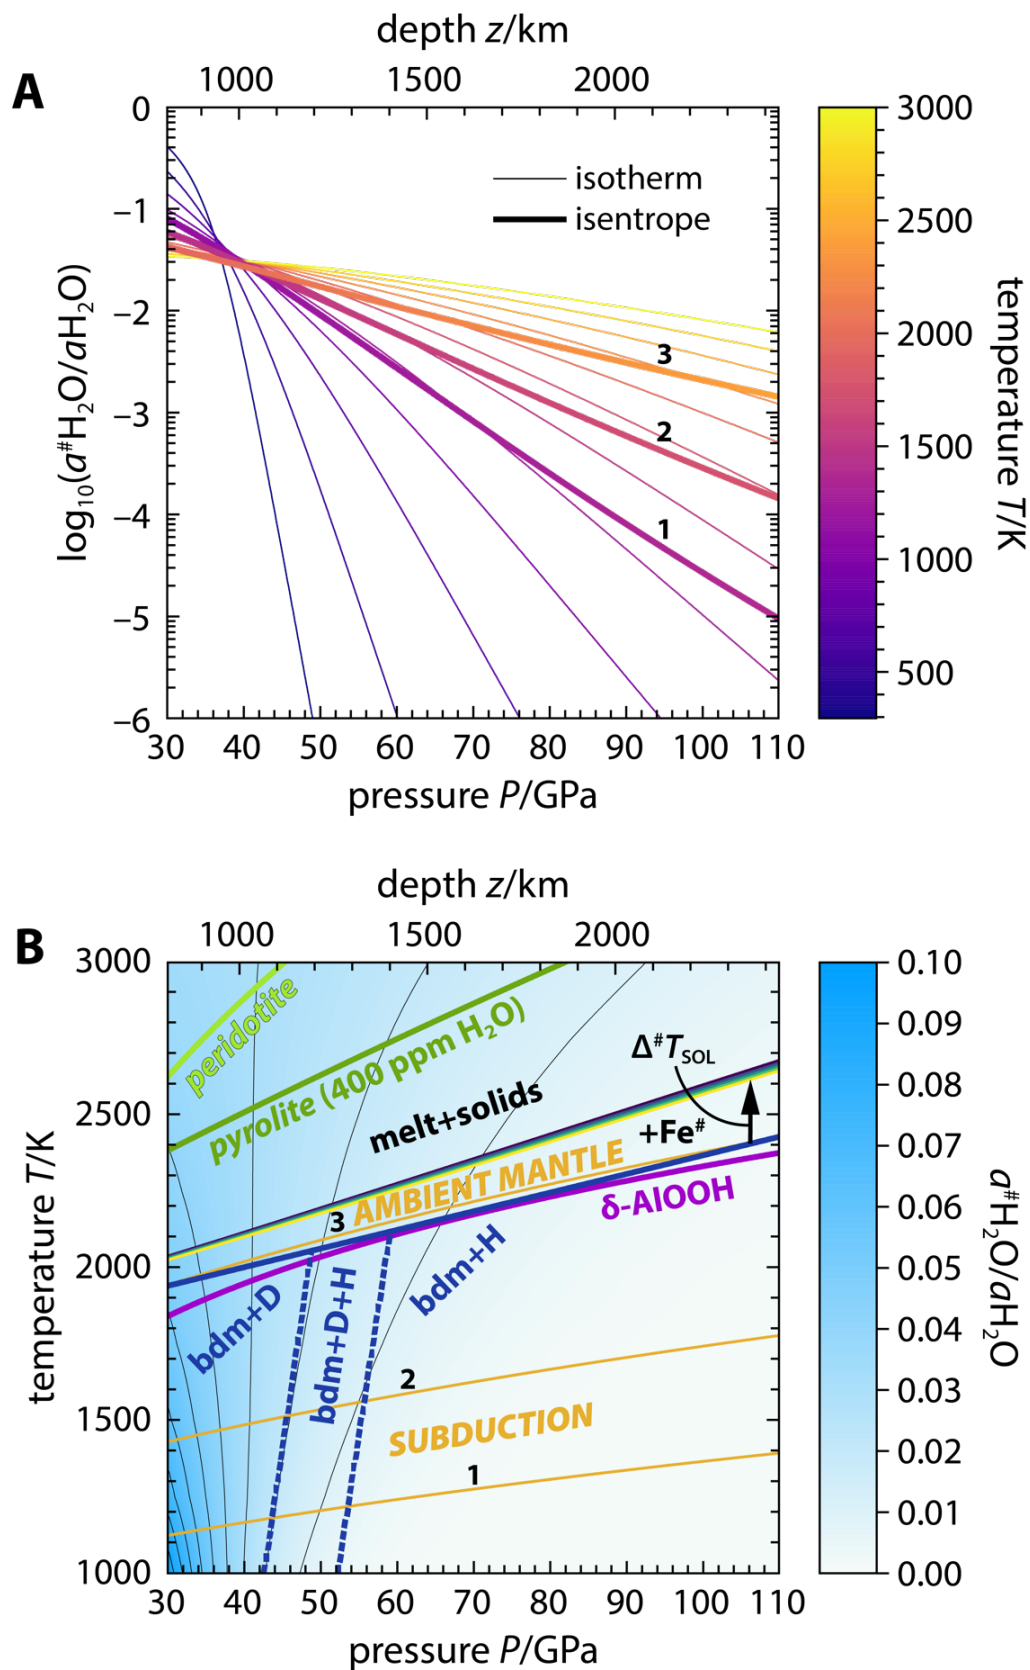 A
depth z/km
1000 1500 2000
0
−1
−2
−3
−4
−5
−6
log₁₀(a#H₂O/aH₂O)
isotherm
isentrope
3
2
1
30 40 50 60 70 80 90 100 110
pressure P/GPa
3000
2500
2000
1500
1000
500
temperature T/K
B
depth z/km
1000 1500 2000
3000
2500
2000
1500
1000
temperature T/K
peridotite
pyrolite (400 ppm H₂O)
melt+solids
Δ#T_SOL
+Fe#
AMBIENT MANTLE
3
δ-AlOOH
bdm+D
bdm+D+H
bdm+H
2
SUBDUCTION
1
30 40 50 60 70 80 90 100 110
pressure P/GPa
0.10
0.09
0.08
0.07
0.06
0.05
0.04
0.03
0.02
0.01
0.00
a#H₂O/aH₂O